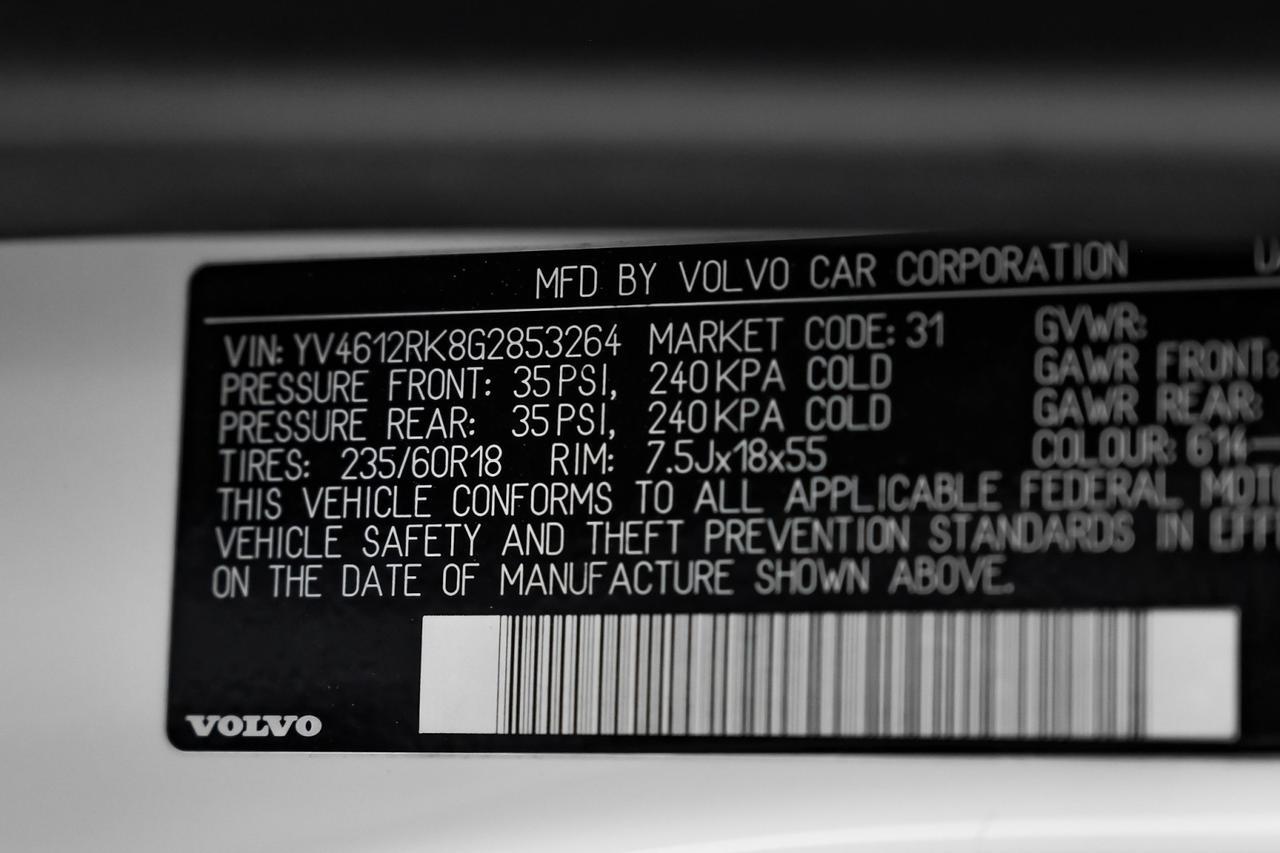 MFD BY VOLVO CAR CORPORATION
VIN: YV4612RK8G2853264 MARKET CODE: 31 GVWR:
PRESSURE FRONT: 35 PSI, 240 KPA COLD GAWR FRONT:
PRESSURE REAR: 35 PSI, 240 KPA COLD GAWR REAR:
TIRES: 235/60R18 RIM: 7.5Jx18x55 COLOUR: 614
THIS VEHICLE CONFORMS TO ALL APPLICABLE FEDERAL
VEHICLE SAFETY AND THEFT PREVENTION STANDARDS IN
ON THE DATE OF MANUFACTURE SHOWN ABOVE.
VOLVO